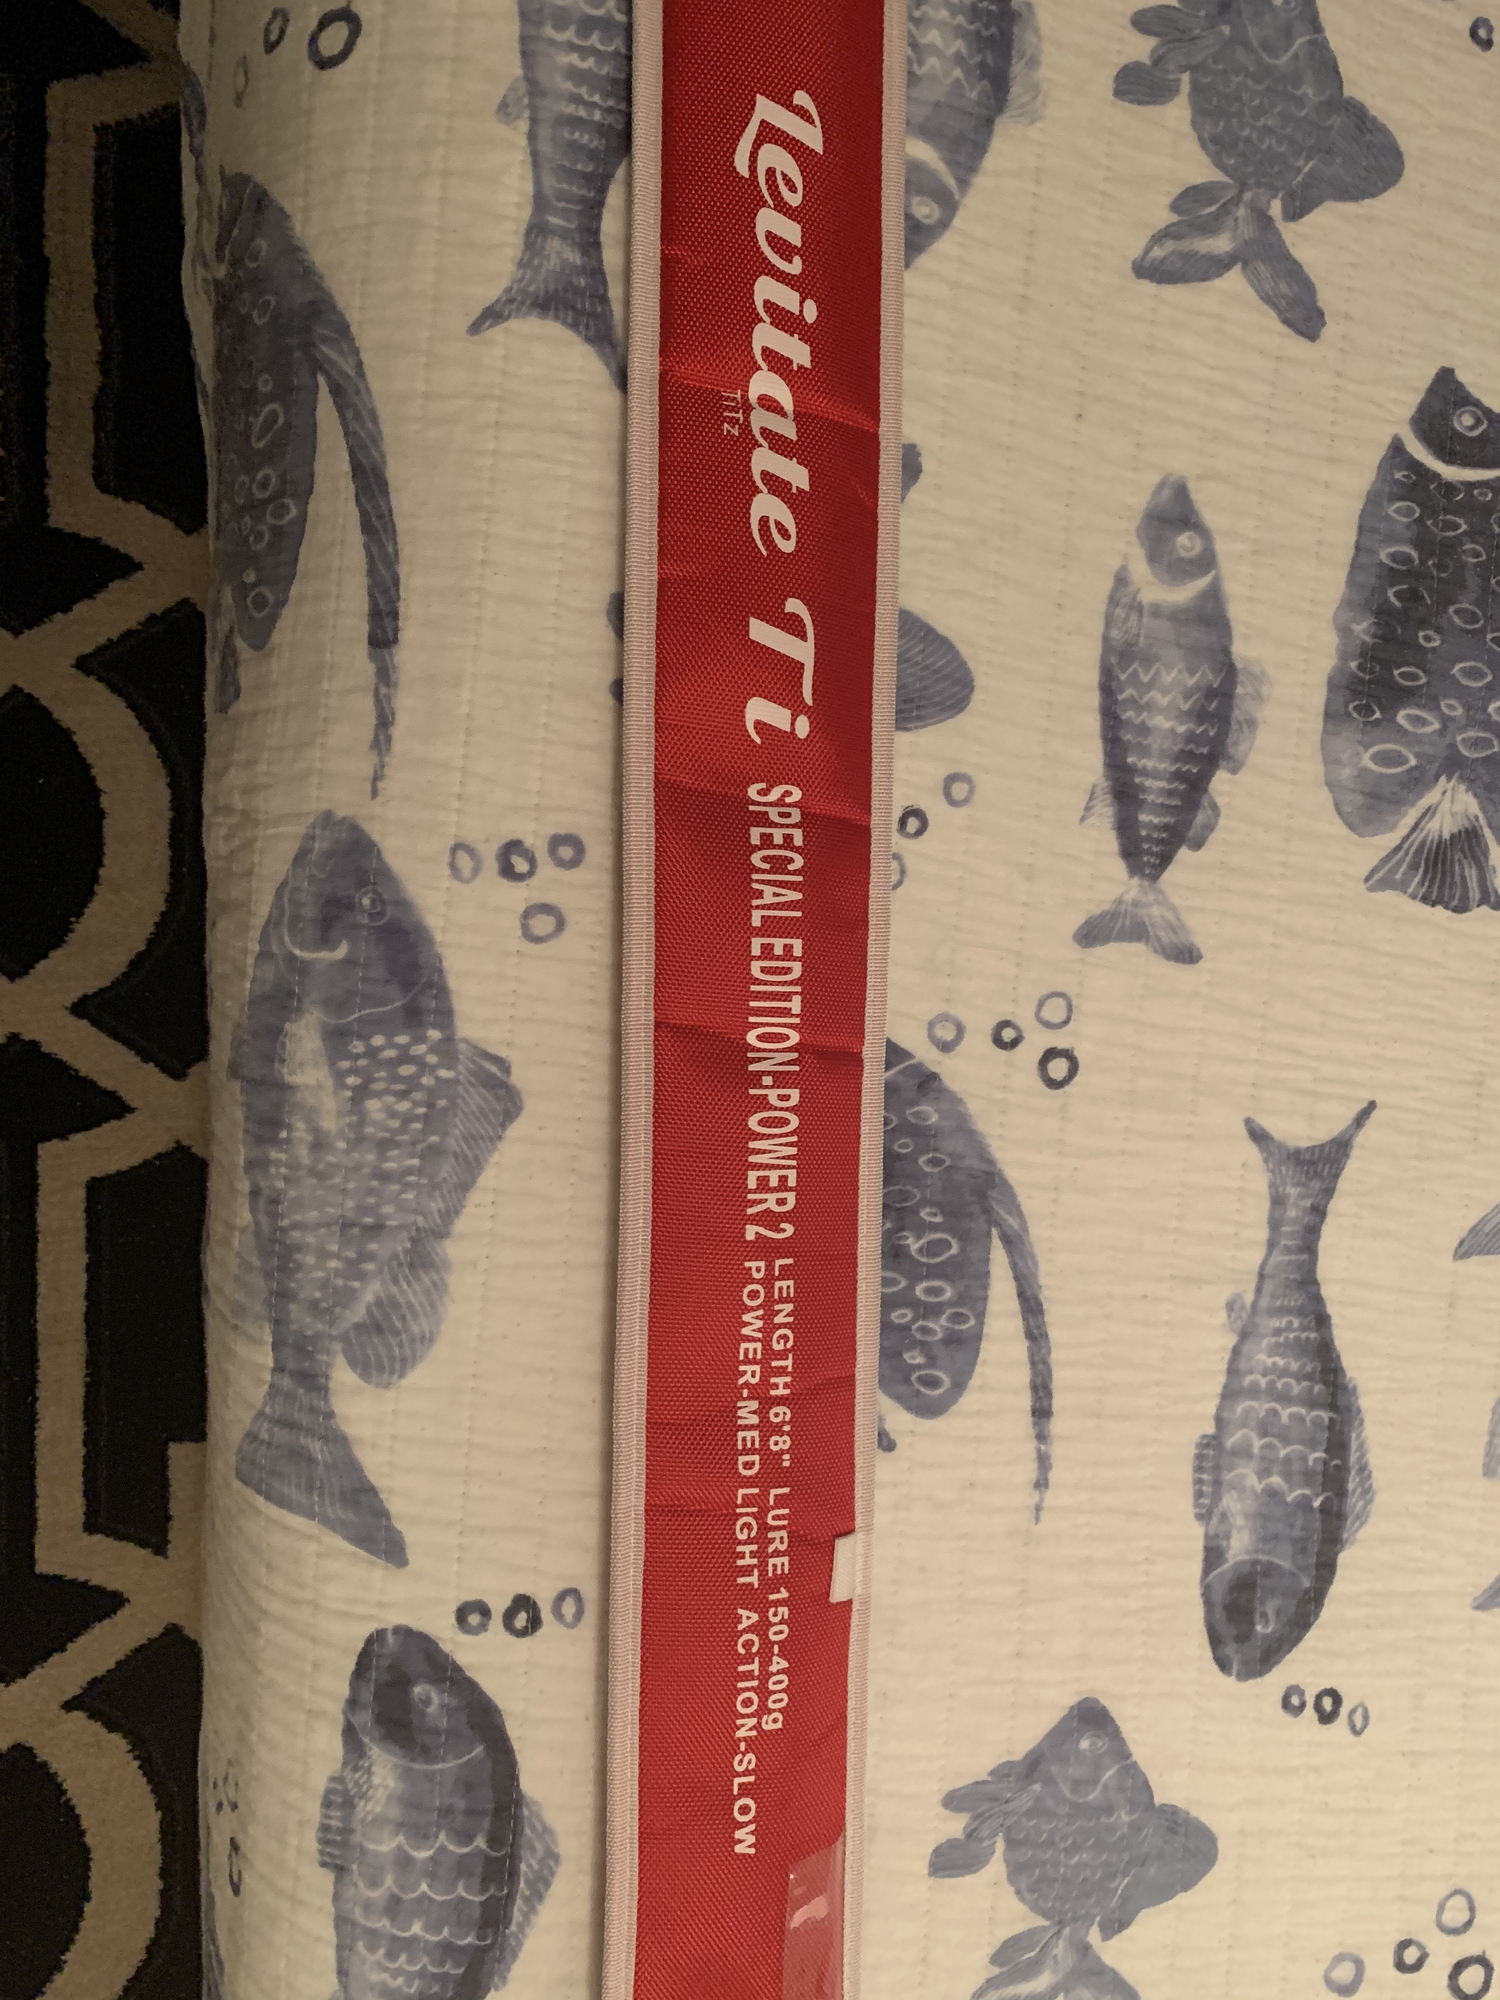 Levitate Ti SPECIAL EDITION-POWER 2
TiTz
LENGTH 6'8" LURE 150-400g
POWER-MED LIGHT ACTION-SLOW